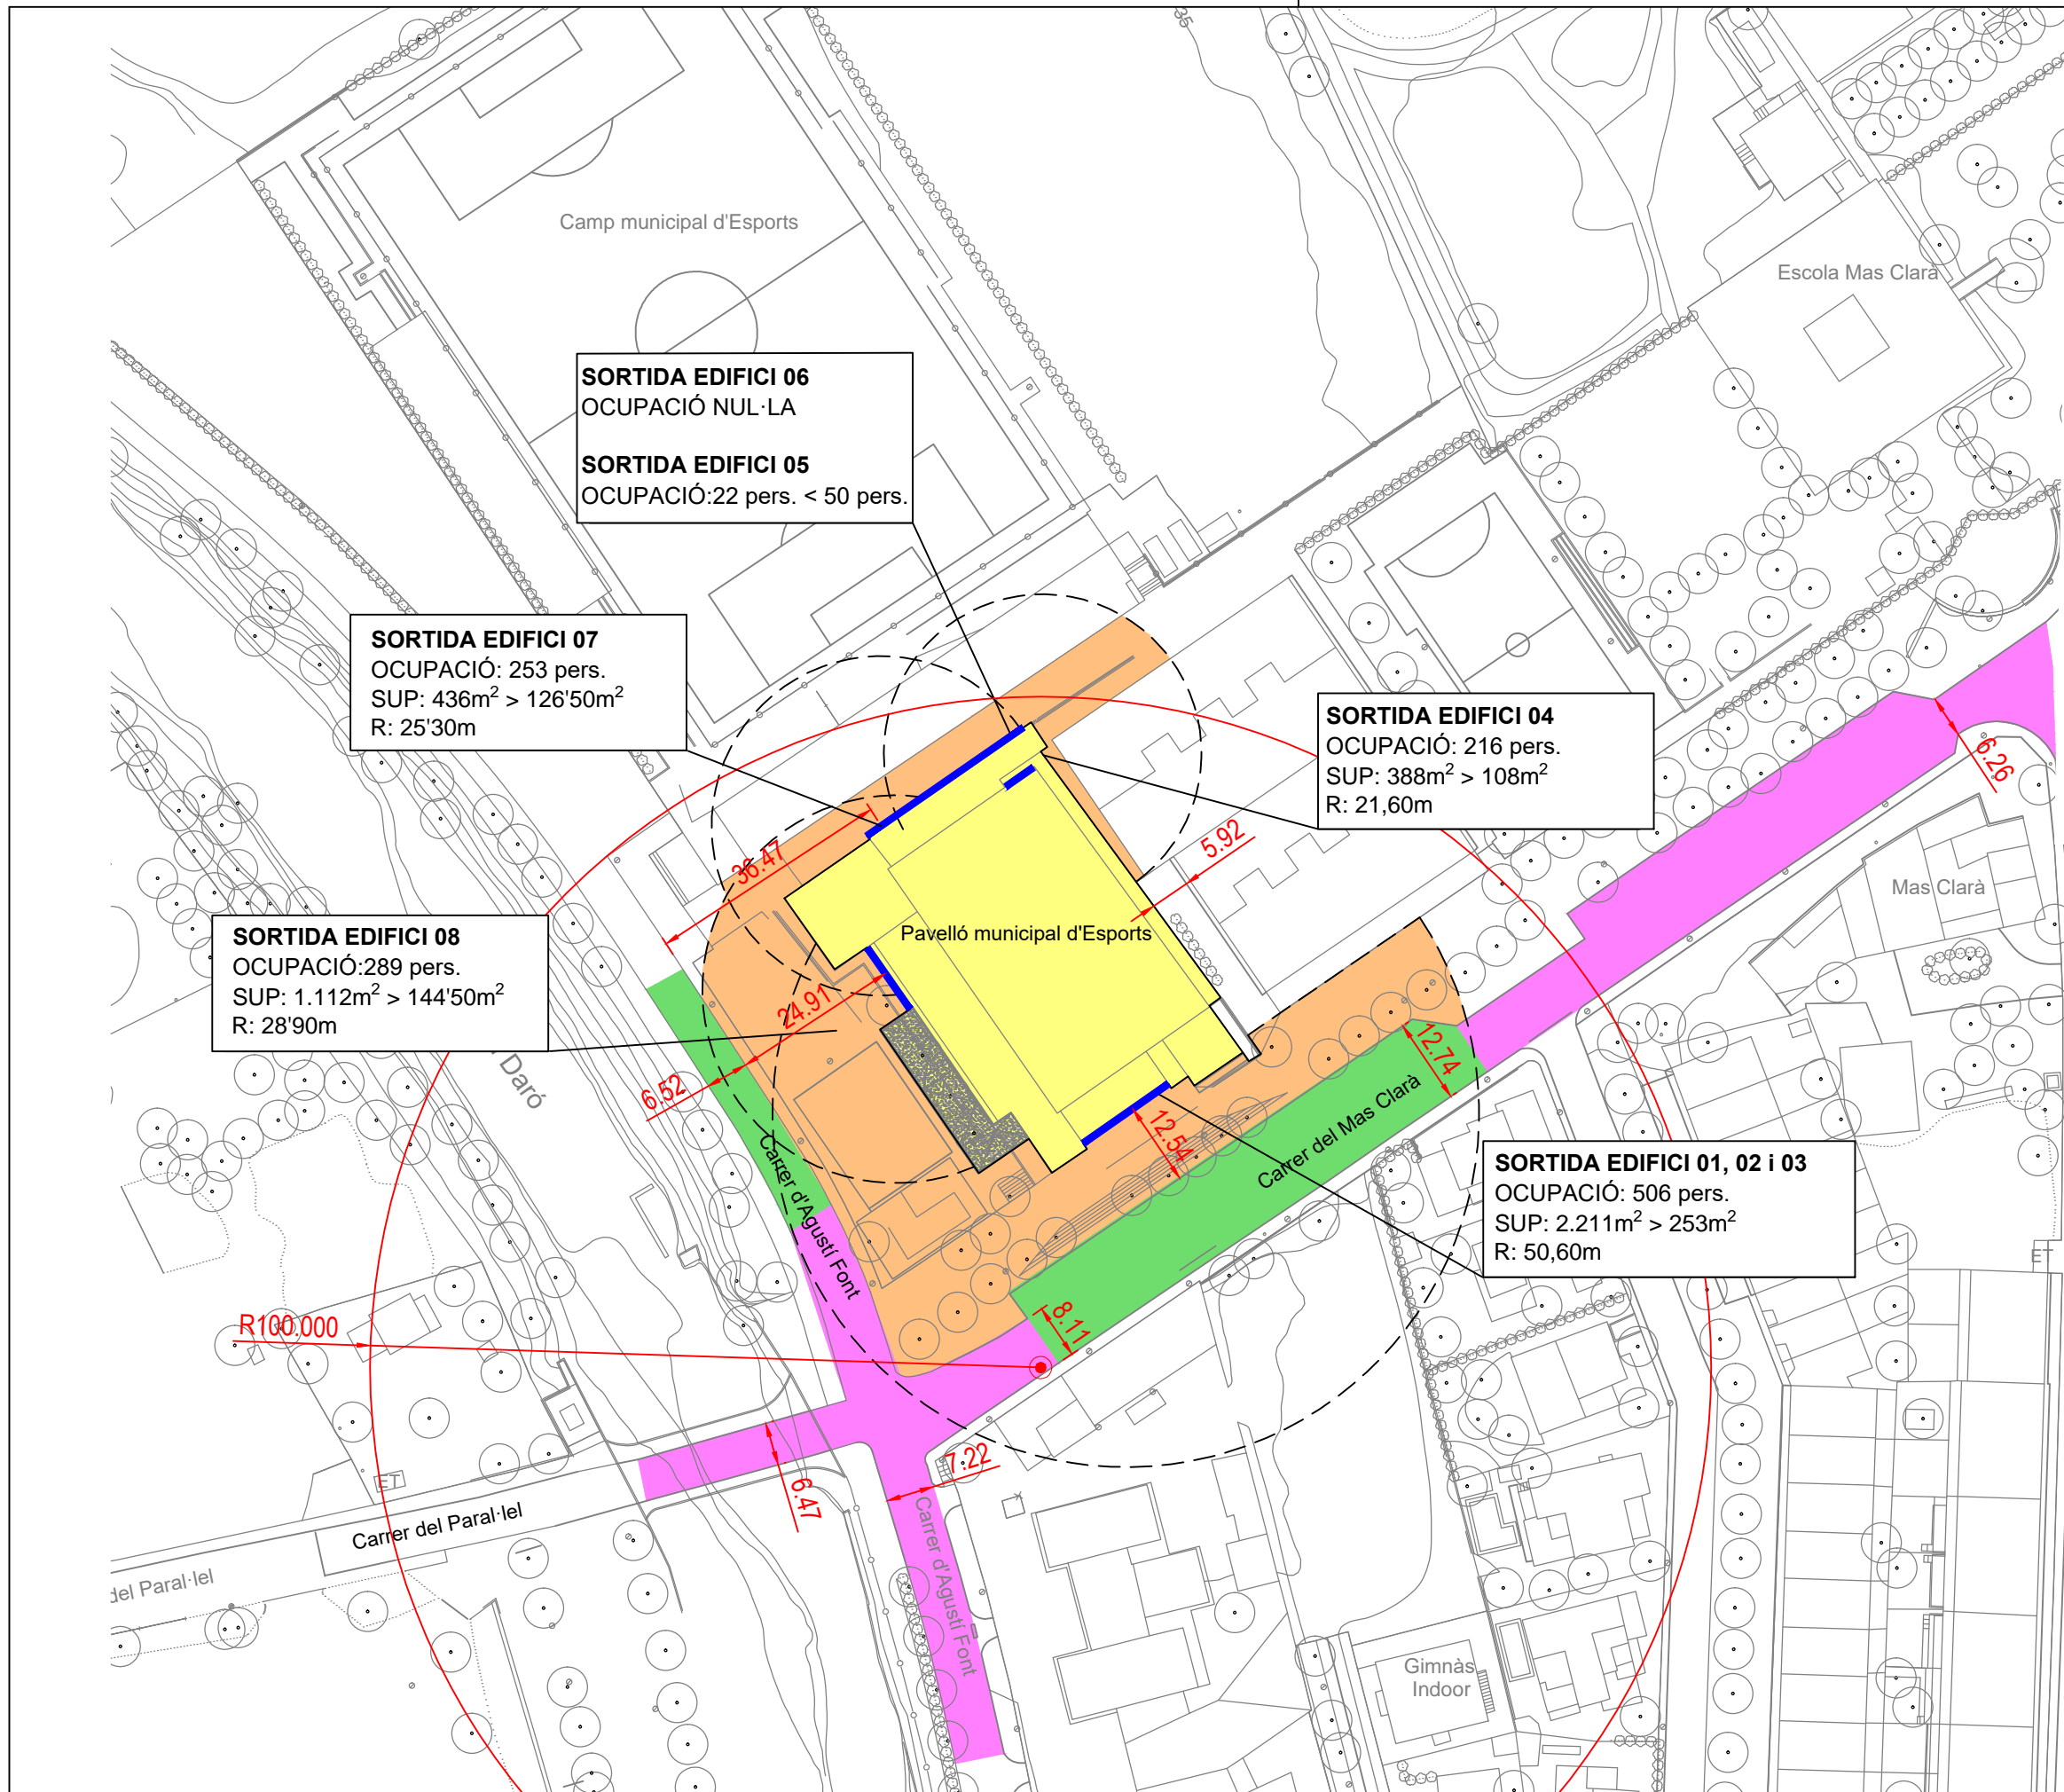 35
Camp municipal d'Esports
Escola Mas Clarà
SORTIDA EDIFICI 06
OCUPACIÓ NUL·LA
SORTIDA EDIFICI 05
OCUPACIÓ:22 pers. < 50 pers.
SORTIDA EDIFICI 07
OCUPACIÓ: 253 pers.
SUP: 436m² > 126'50m²
R: 25'30m
SORTIDA EDIFICI 04
OCUPACIÓ: 216 pers.
SUP: 388m² > 108m²
R: 21,60m
6.26
5.92
36.47
Mas Clarà
Pavelló municipal d'Esports
SORTIDA EDIFICI 08
OCUPACIÓ:289 pers.
SUP: 1.112m² > 144'50m²
R: 28'90m
24.91
12.74
Daró
6.52
12.54
Carrer del Mas Clarà
Carrer d'Agustí Font
SORTIDA EDIFICI 01, 02 i 03
OCUPACIÓ: 506 pers.
SUP: 2.211m² > 253m²
R: 50,60m
ET
8.11
R100.000
7.22
6.47
ET
Carrer del Paral·lel
del Paral·lel
Carrer d'Agustí Font
Gimnàs
Indoor